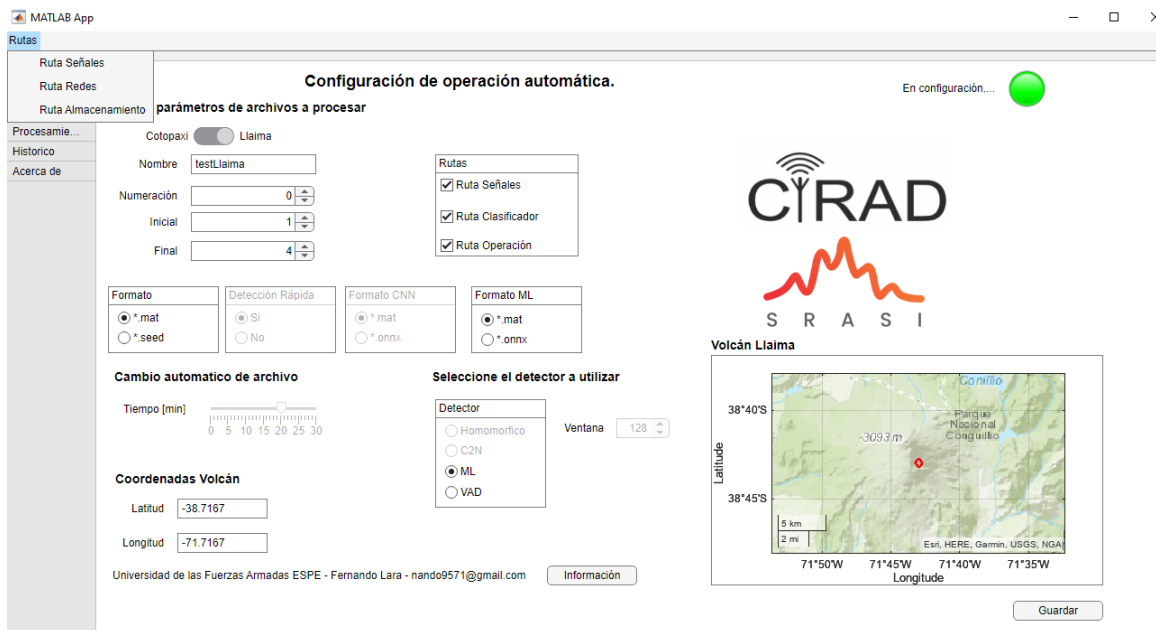 MATLAB App
Rutas
Ruta Señales
Ruta Redes
Ruta Almacenamiento
Configuración de operación automática.
En configuración....
parámetros de archivos a procesar
Procesamie...
Historico
Acerca de
Cotopaxi
Llaima
Nombre
testLlaima
Numeración
0
Inicial
1
Final
4
Rutas
Ruta Señales
Ruta Clasificador
Ruta Operación
CIRAD
SRASI
Formato
*.mat
*.seed
Detección Rápida
Si
No
Formato CNN
*.mat
*.onnx
Formato ML
*.mat
*.onnx
Cambio automatico de archivo
Tiempo [min]
0 5 10 15 20 25 30
Seleccione el detector a utilizar
Detector
Homomorfico
C2N
ML
VAD
Ventana
128
Coordenadas Volcán
Latitud
-38.7167
Longitud
-71.7167
Volcán Llaima
Latitude
38°40'S
38°45'S
Conillío
Parque
Nacional
Conguillio
-3093 m
5 km
2 mi
Esri, HERE, Garmin, USGS, NGA
71°50'W 71°45'W 71°40'W 71°35'W
Longitude
Universidad de las Fuerzas Armadas ESPE - Fernando Lara - nando9571@gmail.com
Información
Guardar